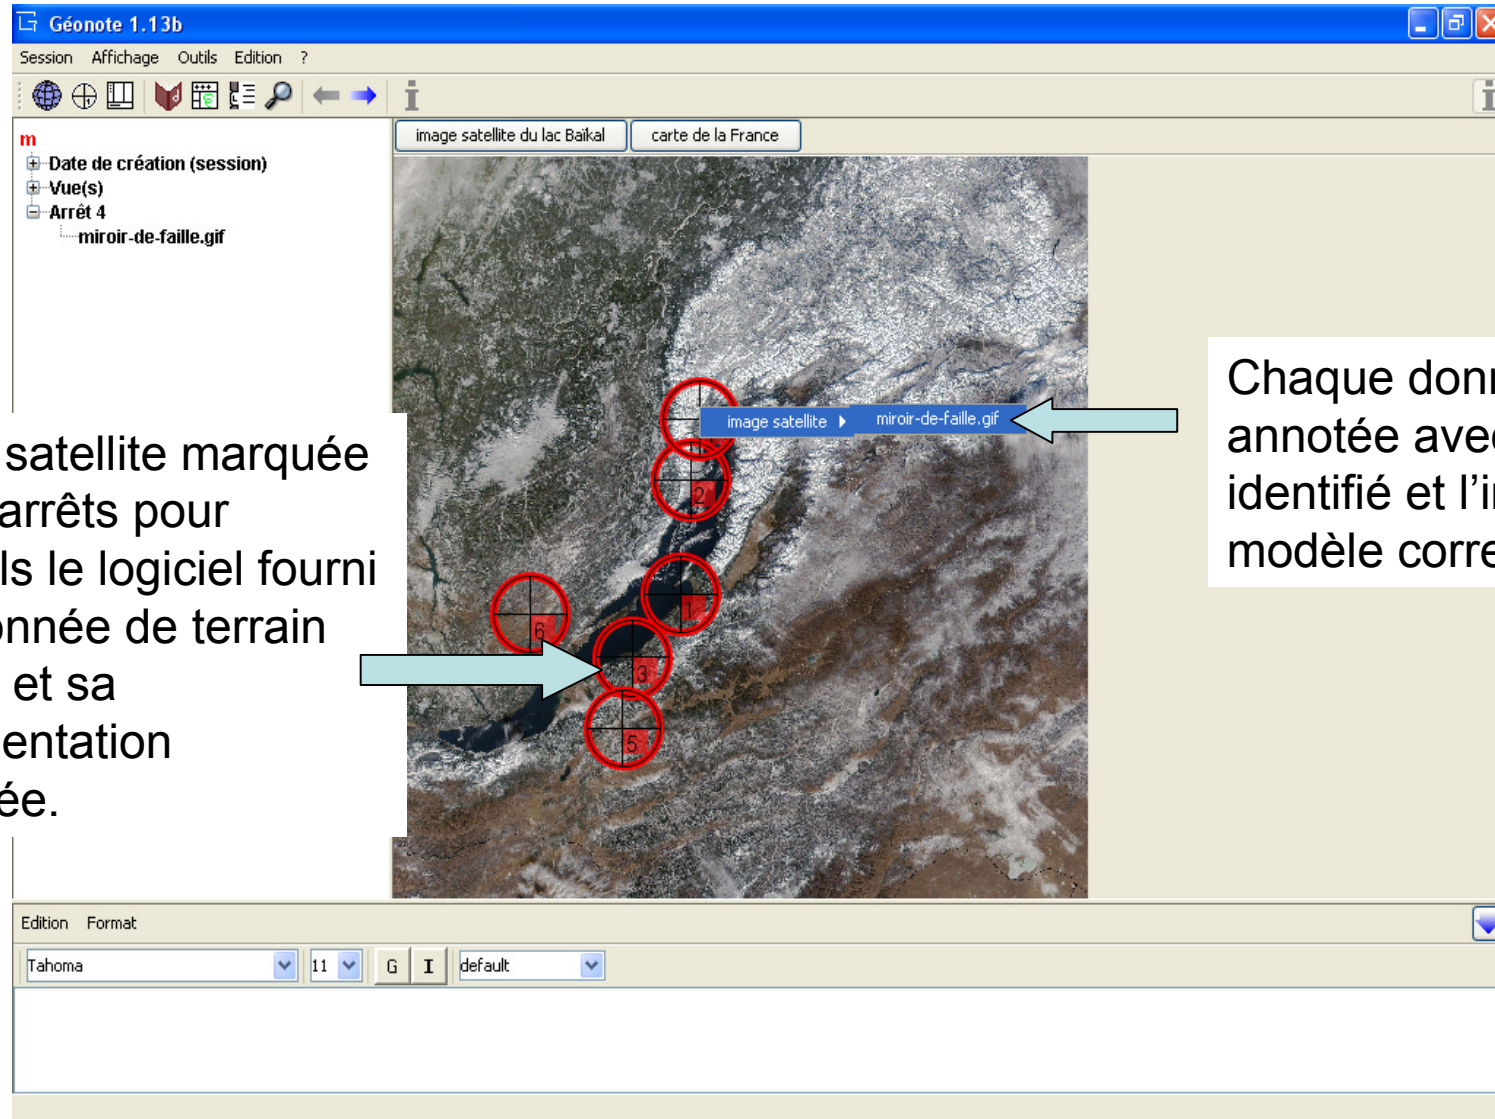 Géonote 1.13b
Session Affichage Outils Edition ?
m
Date de création (session)
Vue(s)
Arrêt 4
miroir-de-faille.gif
image satellite du lac Baïkal
carte de la France
image satellite
miroir-de-faille.gif
2
1
6
3
5
satellite marquée
arrêts pour
ls le logiciel fourni
onnée de terrain
et sa
entation
ée.
Chaque donn
annotée avec
identifié et l'i
modèle corre
Edition Format
Tahoma 11 G I default